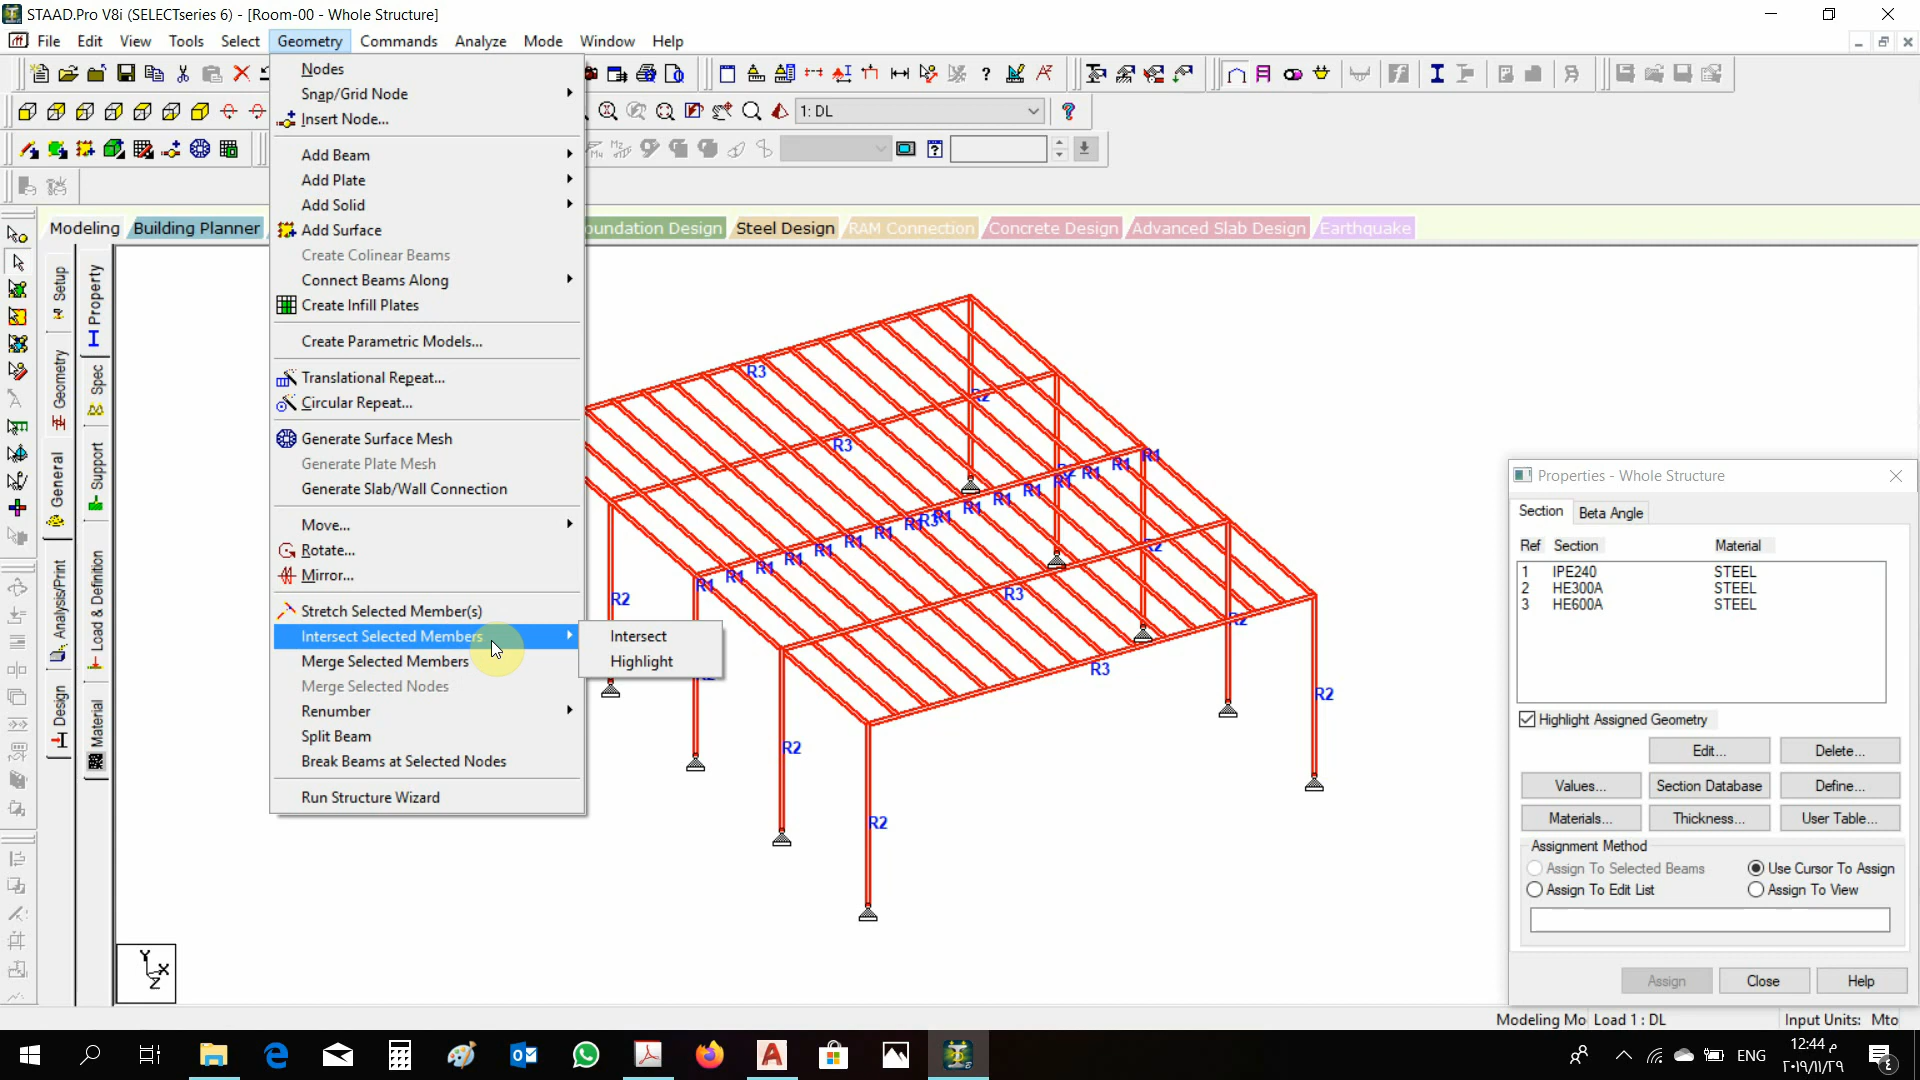 STAAD.Pro V8i (SELECTseries 6) - [Room-00 - Whole Structure]
File Edit View Tools Select Geometry Commands Analyze Mode Window Help
1: DL
Modeling Building Planner oundation Design Steel Design RAM Connection Concrete Design Advanced Slab Design Earthquake
Nodes
Snap/Grid Node
Insert Node...
Add Beam
Add Plate
Add Solid
Add Surface
Create Colinear Beams
Connect Beams Along
Create Infill Plates
Create Parametric Models...
Translational Repeat...
Circular Repeat...
Generate Surface Mesh
Generate Plate Mesh
Generate Slab/Wall Connection
Move...
Rotate...
Mirror...
Stretch Selected Member(s)
Intersect Selected Members
Merge Selected Members
Merge Selected Nodes
Renumber
Split Beam
Break Beams at Selected Nodes
Run Structure Wizard
Intersect
Highlight
Setup
Geometry
General
Analysis/Print
Design
Property
Spec
Support
Load & Definition
Material
R3
R2
R3
R1
R2 R1 R1
R1
R1
R1
R1
R1 R3 R1
R1
R1
R1
R1
R1
R1
R1
R2
R2
R3
R2
R3
R2
R2
R2
Y
X
Z
Properties - Whole Structure
Section Beta Angle
Ref Section Material
1 IPE240 STEEL
2 HE300A STEEL
3 HE600A STEEL
Highlight Assigned Geometry
Edit... Delete...
Values... Section Database Define...
Materials... Thickness... User Table...
Assignment Method
Assign To Selected Beams Use Cursor To Assign
Assign To Edit List Assign To View
Assign Close Help
Modeling Mo Load 1 : DL Input Units: Mto
ENG
12:44 م
٢٠١٩/١١/٢٩
٤